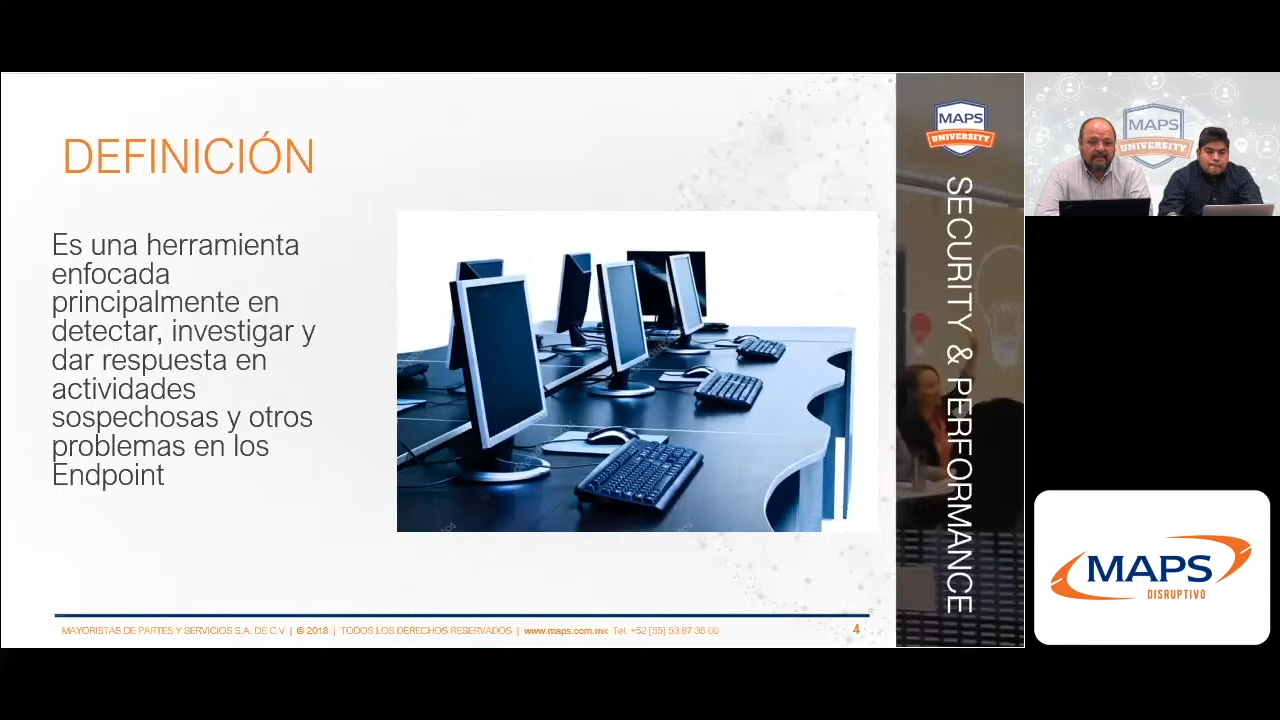 DEFINICIÓN
Es una herramienta
enfocada
principalmente en
detectar, investigar y
dar respuesta en
actividades
sospechosas y otros
problemas en los
Endpoint
MAYORISTAS DE PARTES Y SERVICIOS S.A. DE C.V | © 2018 | TODOS LOS DERECHOS RESERVADOS | www.maps.com.mx Tel. +52 [55] 53 87 35 00
4
MAPS
UNIVERSITY
SECURITY & PERFORMANCE
MAPS
UNIVERSITY
MAPS
DISRUPTIVO